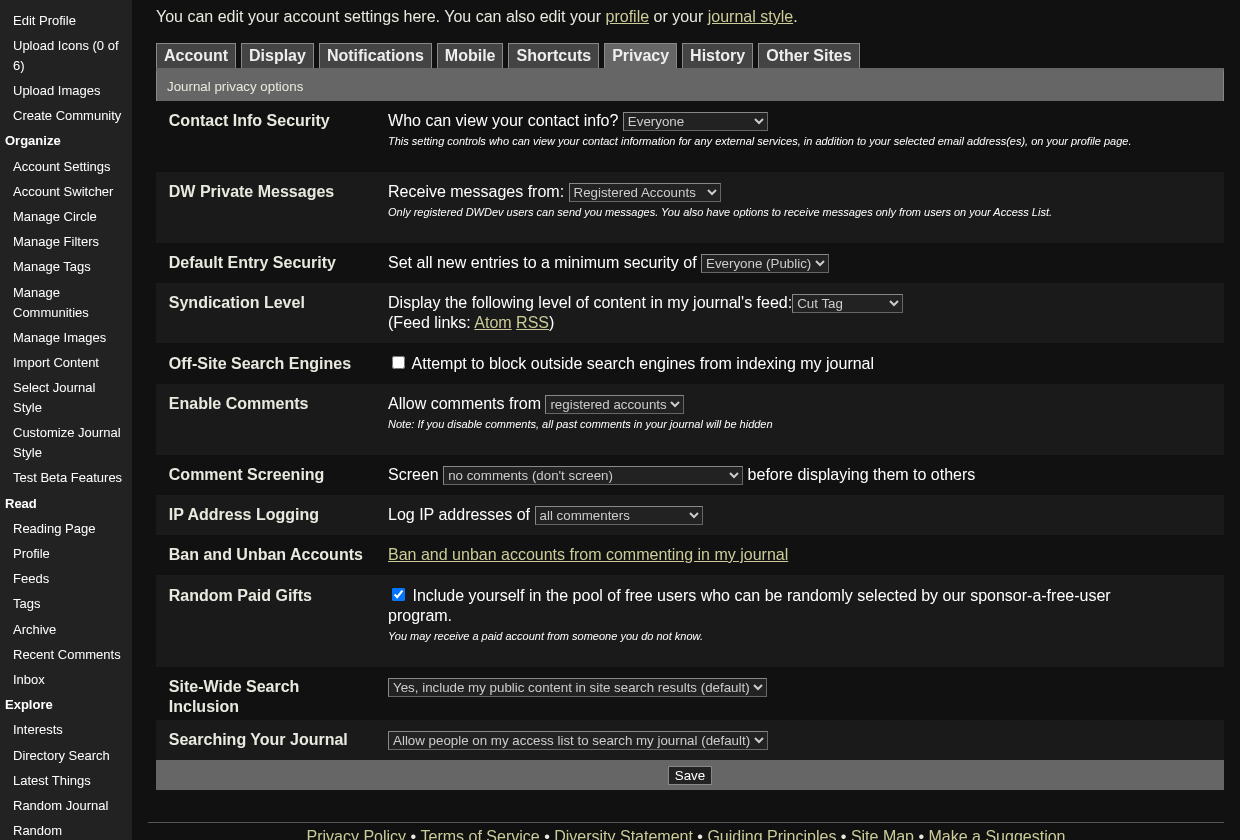 Edit Profile
Upload Icons (0 of
6)
Upload Images
Create Community
Organize
Account Settings
Account Switcher
Manage Circle
Manage Filters
Manage Tags
Manage
Communities
Manage Images
Import Content
Select Journal
Style
Customize Journal
Style
Test Beta Features
Read
Reading Page
Profile
Feeds
Tags
Archive
Recent Comments
Inbox
Explore
Interests
Directory Search
Latest Things
Random Journal
Random
You can edit your account settings here. You can also edit your profile or your journal style.
Account Display Notifications Mobile Shortcuts Privacy History Other Sites
Journal privacy options
Contact Info Security Who can view your contact info? Everyone
This setting controls who can view your contact information for any external services, in addition to your selected email address(es), on your profile page.
DW Private Messages Receive messages from: Registered Accounts
Only registered DWDev users can send you messages. You also have options to receive messages only from users on your Access List.
Default Entry Security Set all new entries to a minimum security of Everyone (Public)
Syndication Level Display the following level of content in my journal's feed: Cut Tag
(Feed links: Atom RSS)
Off-Site Search Engines Attempt to block outside search engines from indexing my journal
Enable Comments Allow comments from registered accounts
Note: If you disable comments, all past comments in your journal will be hidden
Comment Screening Screen no comments (don't screen) before displaying them to others
IP Address Logging Log IP addresses of all commenters
Ban and Unban Accounts Ban and unban accounts from commenting in my journal
Random Paid Gifts Include yourself in the pool of free users who can be randomly selected by our sponsor-a-free-user
program.
You may receive a paid account from someone you do not know.
Site-Wide Search Yes, include my public content in site search results (default)
Inclusion
Searching Your Journal Allow people on my access list to search my journal (default)
Save
Privacy Policy • Terms of Service • Diversity Statement • Guiding Principles • Site Map • Make a Suggestion